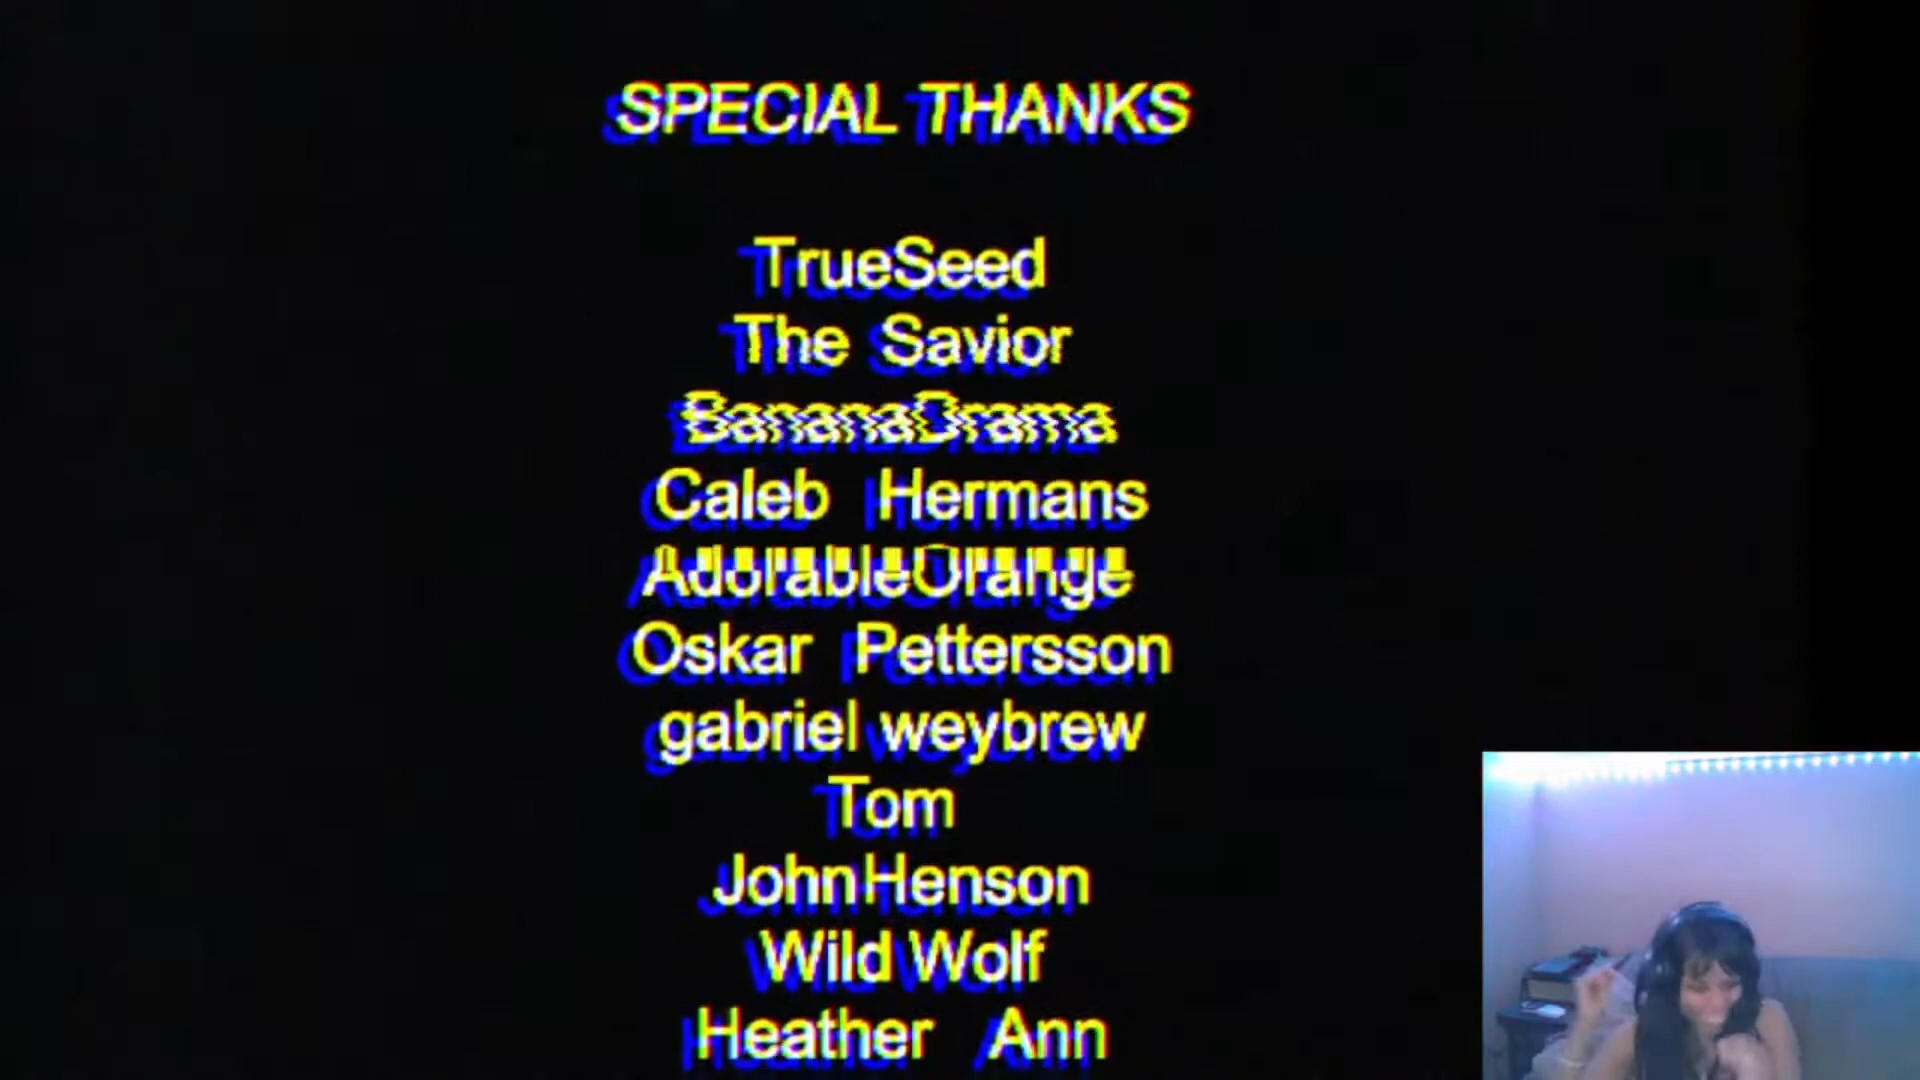 SPECIAL THANKS
TrueSeed
The Savior
BananaDrama
Caleb Hermans
AdorableOrange
Oskar Pettersson
gabriel weybrew
Tom
JohnHenson
Wild Wolf
Heather Ann